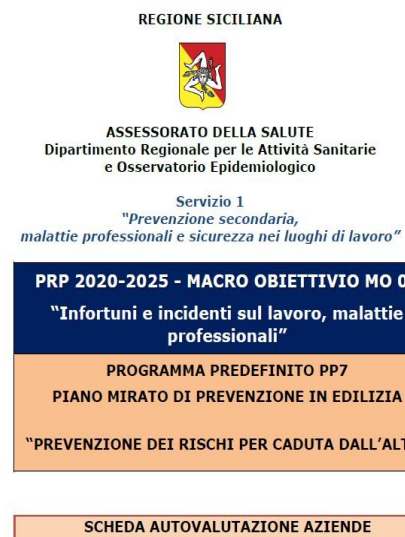 REGIONE SICILIANA
ASSESSORATO DELLA SALUTE
Dipartimento Regionale per le Attività Sanitarie
e Osservatorio Epidemiologico
Servizio 1
"Prevenzione secondaria,
malattie professionali e sicurezza nei luoghi di lavoro"
PRP 2020-2025 - MACRO OBIETTIVIO MO 0
"Infortuni e incidenti sul lavoro, malattie
professionali"
PROGRAMMA PREDEFINITO PP7
PIANO MIRATO DI PREVENZIONE IN EDILIZIA
"PREVENZIONE DEI RISCHI PER CADUTA DALL'ALT
SCHEDA AUTOVALUTAZIONE AZIENDE